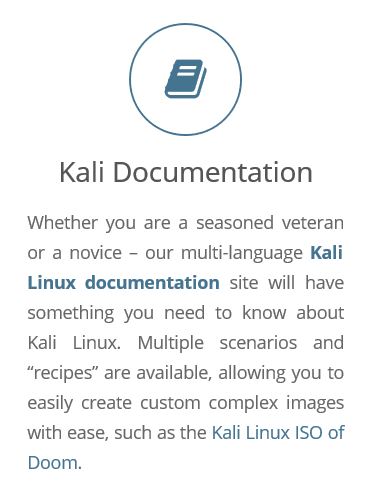 Kali Documentation
Whether you are a seasoned veteran
or a novice – our multi-language Kali
Linux documentation site will have
something you need to know about
Kali Linux. Multiple scenarios and
“recipes” are available, allowing you to
easily create custom complex images
with ease, such as the Kali Linux ISO of
Doom.